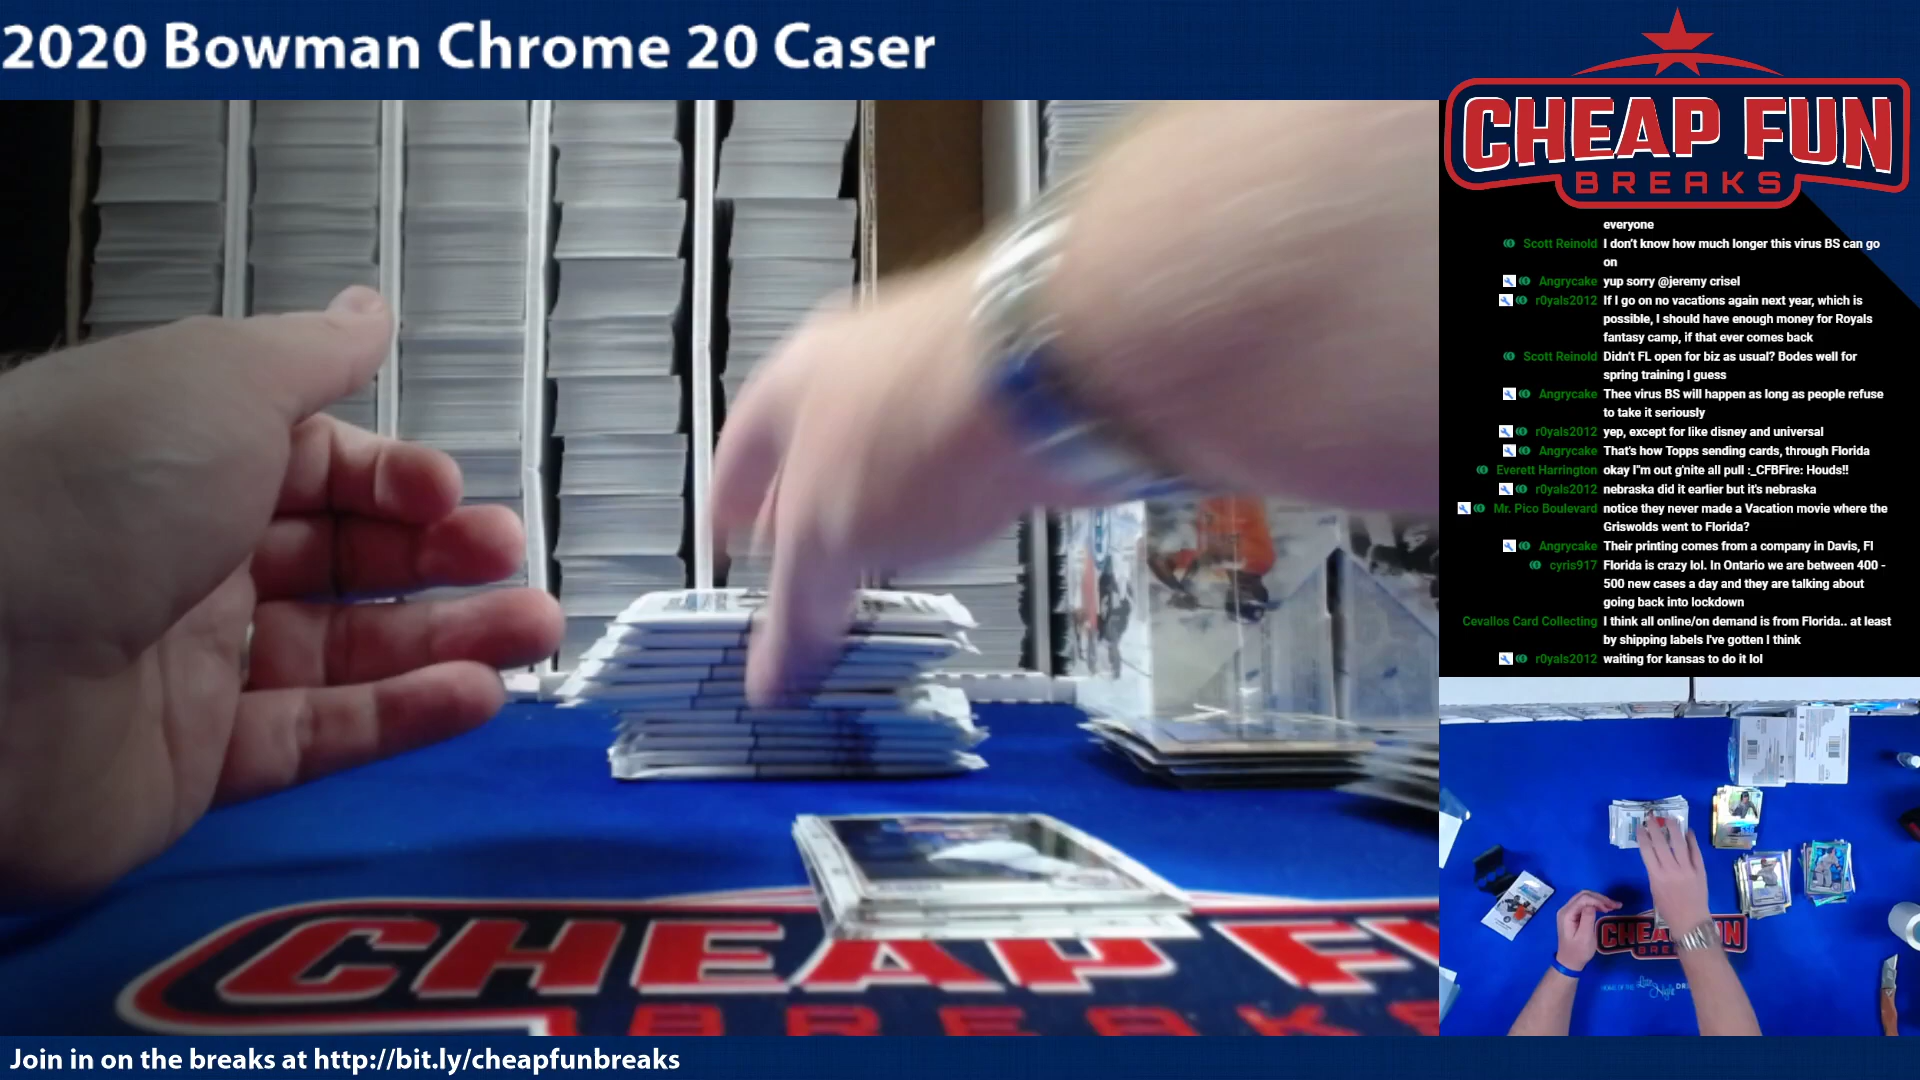 2020 Bowman Chrome 20 Caser
CHEAP FUN
BREAKS
everyone
Scott Reinold I don't know how much longer this virus BS can go
on
Angrycake yup sorry @jeremy crisel
r0yals2012 If I go on no vacations again next year, which is
possible, I should have enough money for Royals
fantasy camp, if that ever comes back
Scott Reinold Didn't FL open for biz as usual? Bodes well for
spring training I guess
Angrycake Thee virus BS will happen as long as people refuse
to take it seriously
r0yals2012 yep, except for like disney and universal
Angrycake That's how Topps sending cards, through Florida
Everett Harrington okay I"m out g'nite all pull :_CFBFire: Houds!!
r0yals2012 nebraska did it earlier but it's nebraska
Mr. Pico Boulevard notice they never made a Vacation movie where the
Griswolds went to Florida?
Angrycake Their printing comes from a company in Davis, Fl
cyris917 Florida is crazy lol. In Ontario we are between 400 -
500 new cases a day and they are talking about
going back into lockdown
Cevallos Card Collecting I think all online/on demand is from Florida.. at least
by shipping labels I've gotten I think
r0yals2012 waiting for kansas to do it lol
CHEAP FU
BREAKS
Join in on the breaks at http://bit.ly/cheapfunbreaks